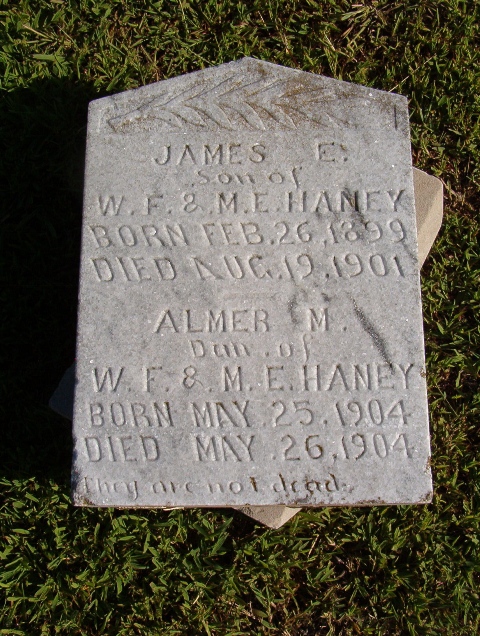 JAMES E.
Son of
W. F. & M. E. HANEY
BORN FEB. 26, 1899
DIED AUG. 19, 1901
ALMER M.
Dau. of
W. F. & M. E. HANEY
BORN MAY. 25, 1904
DIED MAY. 26, 1904
They are not dead.